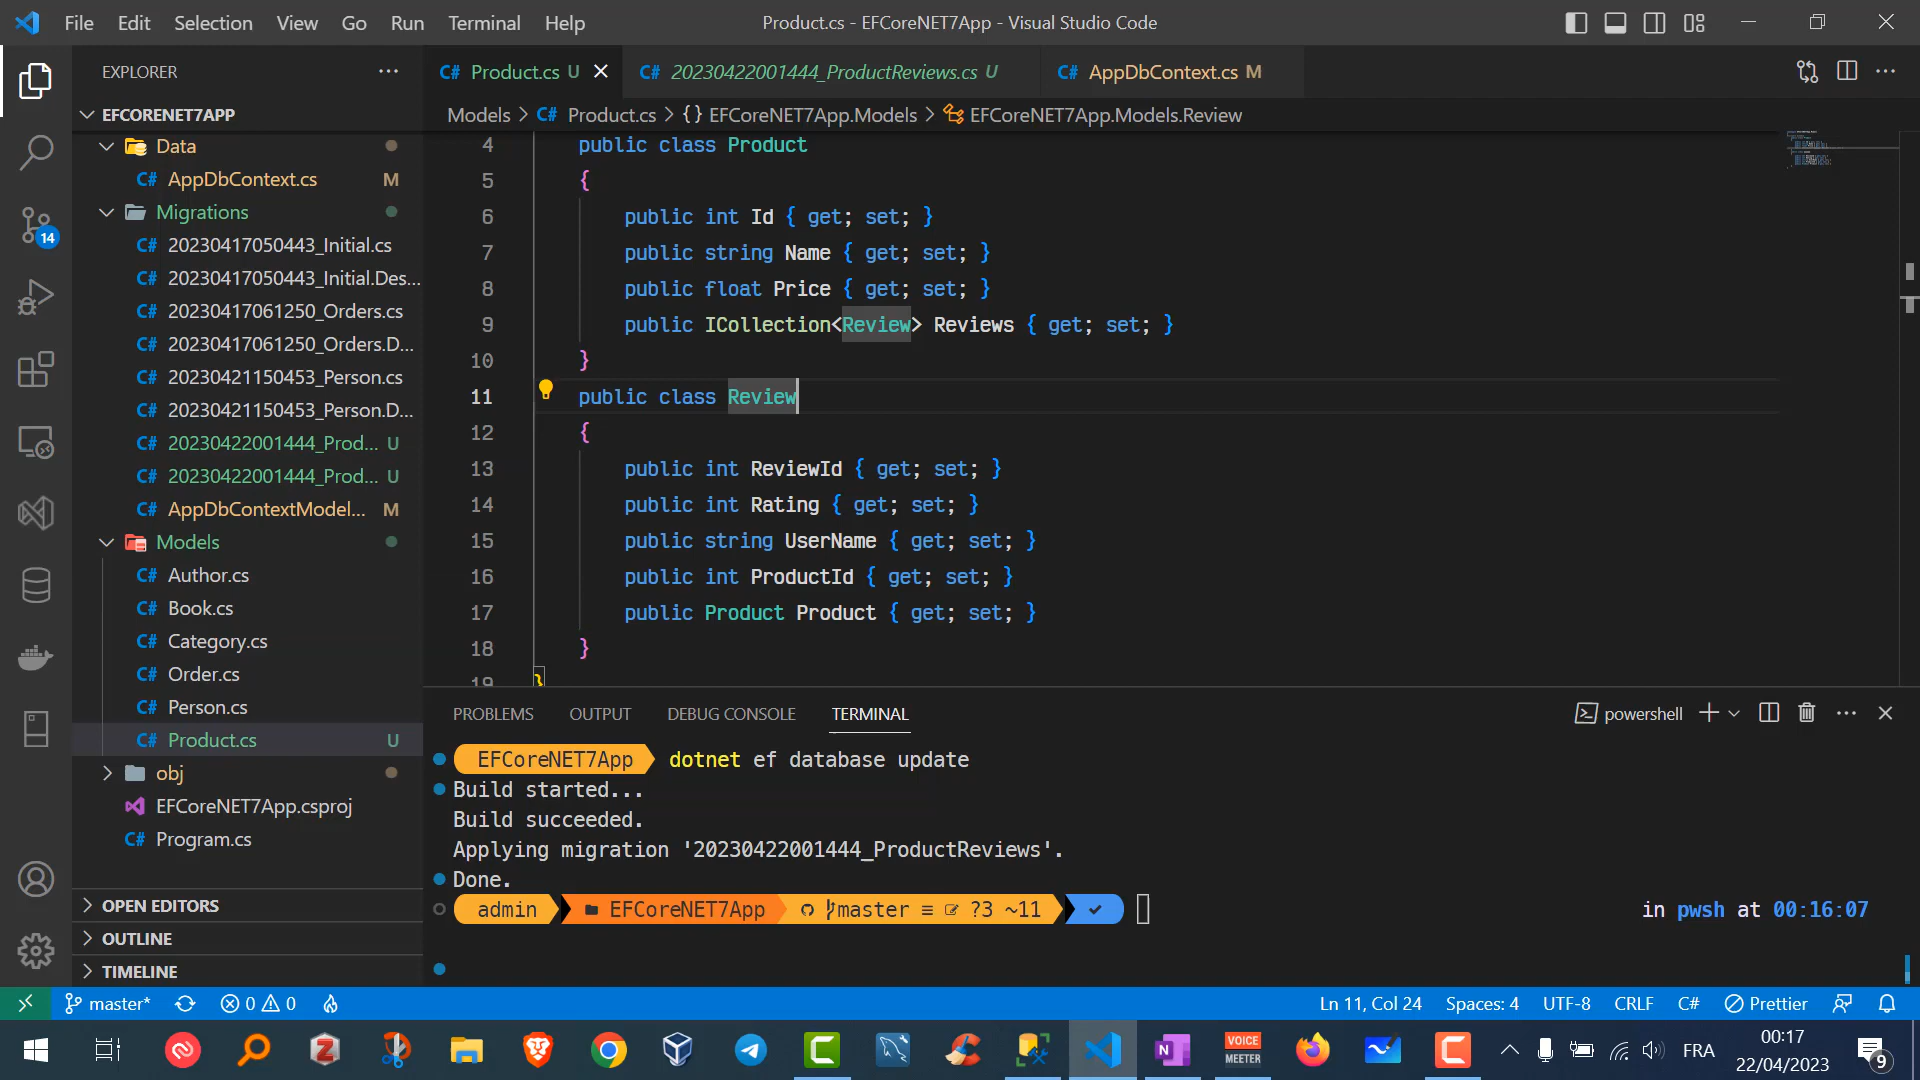 File Edit Selection View Go Run Terminal Help
Product.cs - EFCoreNET7App - Visual Studio Code
EXPLORER
Product.cs U
20230422001444_ProductReviews.cs U
AppDbContext.cs M
EFCORENET7APP
Models > Product.cs > {} EFCoreNET7App.Models > EFCoreNET7App.Models.Review
Data
AppDbContext.cs M
Migrations
20230417050443_Initial.cs
20230417050443_Initial.Des...
20230417061250_Orders.cs
20230417061250_Orders.D...
20230421150453_Person.cs
20230421150453_Person.D...
20230422001444_Prod... U
20230422001444_Prod... U
AppDbContextModel... M
Models
Author.cs
Book.cs
Category.cs
Order.cs
Person.cs
Product.cs U
obj
EFCoreNET7App.csproj
Program.cs
OPEN EDITORS
OUTLINE
TIMELINE
4 public class Product
5 {
6 public int Id { get; set; }
7 public string Name { get; set; }
8 public float Price { get; set; }
9 public ICollection<Review> Reviews { get; set; }
10 }
11 public class Review
12 {
13 public int ReviewId { get; set; }
14 public int Rating { get; set; }
15 public string UserName { get; set; }
16 public int ProductId { get; set; }
17 public Product Product { get; set; }
18 }
19 }
PROBLEMS OUTPUT DEBUG CONSOLE TERMINAL
powershell
EFCoreNET7App dotnet ef database update
Build started...
Build succeeded.
Applying migration '20230422001444_ProductReviews'.
Done.
admin EFCoreNET7App master ≡ ?3 ~11
in pwsh at 00:16:07
14
master* 0 0
Ln 11, Col 24 Spaces: 4 UTF-8 CRLF C# Prettier
VOICE
MEETER
FRA
00:17
22/04/2023
9